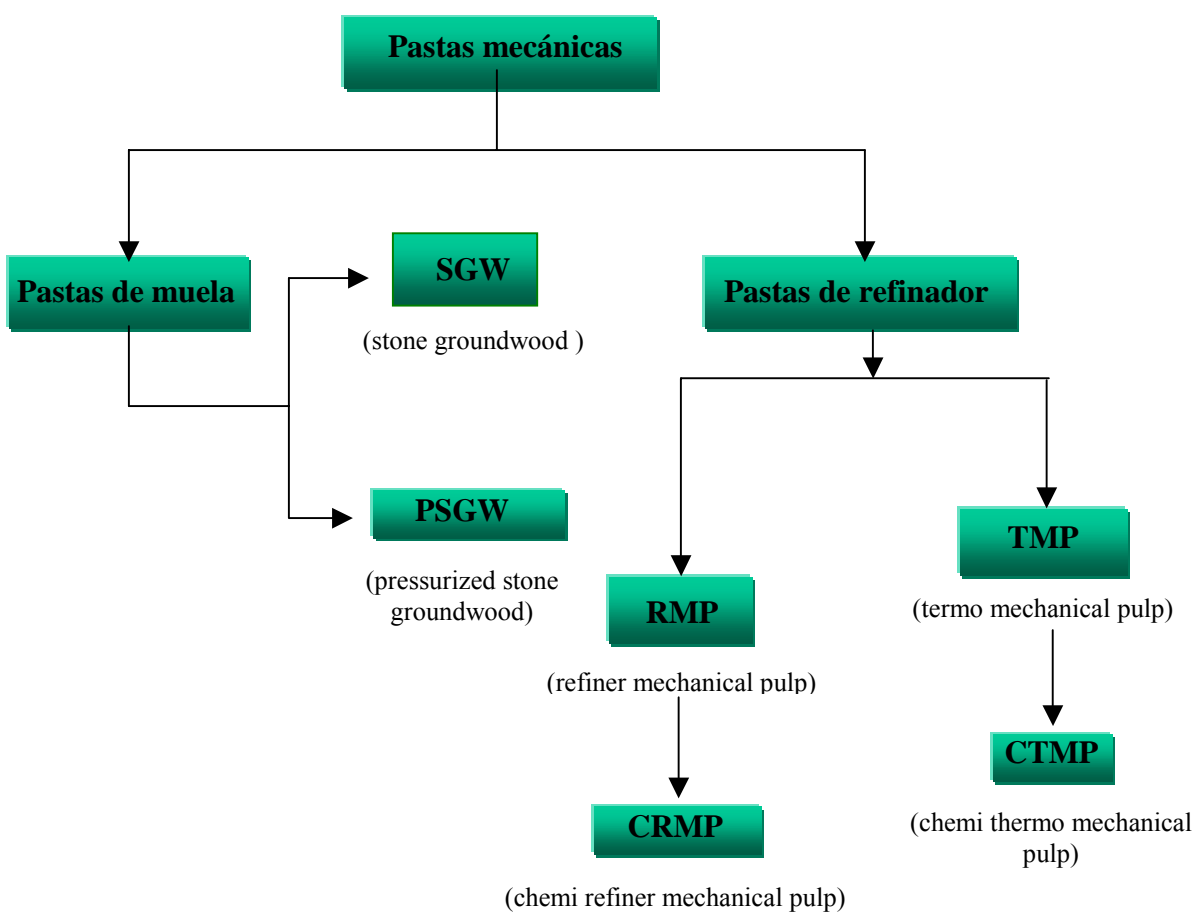 Pastas mecánicas
Pastas de muela
SGW
(stone groundwood )
PSGW
(pressurized stone
groundwood)
Pastas de refinador
RMP
(refiner mechanical pulp)
CRMP
(chemi refiner mechanical pulp)
TMP
(termo mechanical pulp)
CTMP
(chemi thermo mechanical
pulp)